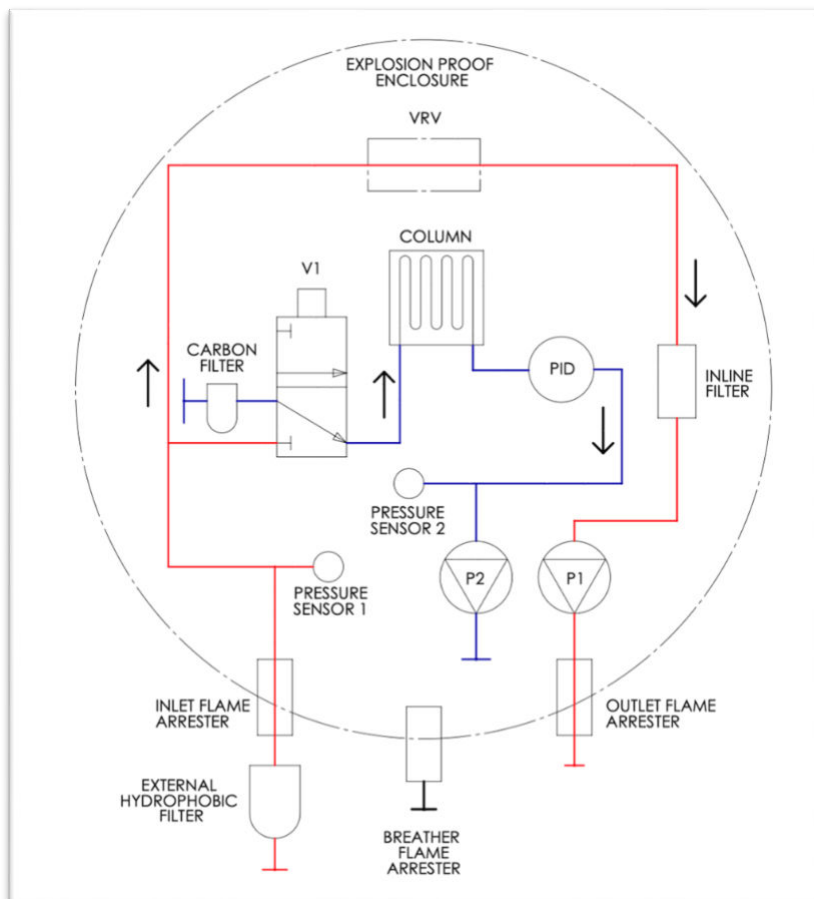 EXPLOSION PROOF
ENCLOSURE
VRV
COLUMN
V1
CARBON
FILTER
PID
INLINE
FILTER
PRESSURE
SENSOR 2
P2
P1
PRESSURE
SENSOR 1
INLET FLAME
ARRESTER
OUTLET FLAME
ARRESTER
EXTERNAL
HYDROPHOBIC
FILTER
BREATHER
FLAME
ARRESTER